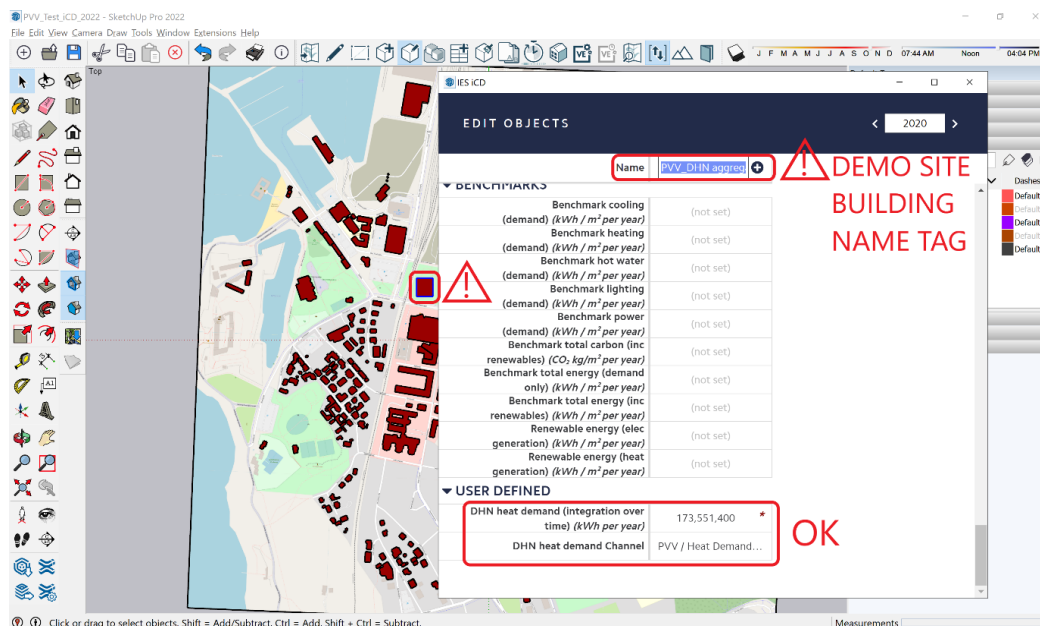 PVV_Test_iCD_2022 - SketchUp Pro 2022
File Edit View Camera Draw Tools Window Extensions Help
J F M A M J J A S O N D 07:44 AM Noon 04:04 PM
Top
IES iCD
EDIT OBJECTS
2020
Name PVV_DHN aggreg
DEMO SITE
BUILDING
NAME TAG
BENCHMARKS
Benchmark cooling
(demand) (kWh / m² per year) (not set)
Benchmark heating
(demand) (kWh / m² per year) (not set)
Benchmark hot water
(demand) (kWh / m² per year) (not set)
Benchmark lighting
(demand) (kWh / m² per year) (not set)
Benchmark power
(demand) (kWh / m² per year) (not set)
Benchmark total carbon (inc
renewables) (CO₂ kg/m² per year) (not set)
Benchmark total energy (demand
only) (kWh / m² per year) (not set)
Benchmark total energy (inc
renewables) (kWh / m² per year) (not set)
Renewable energy (elec
generation) (kWh / m² per year) (not set)
Renewable energy (heat
generation) (kWh / m² per year) (not set)
USER DEFINED
DHN heat demand (integration over
time) (kWh per year) 173,551,400 *
DHN heat demand Channel PVV / Heat Demand...
OK
Dashes
Default
Default
Default
Default
Default
A1
Click or drag to select objects. Shift = Add/Subtract. Ctrl = Add. Shift + Ctrl = Subtract.
Measurements